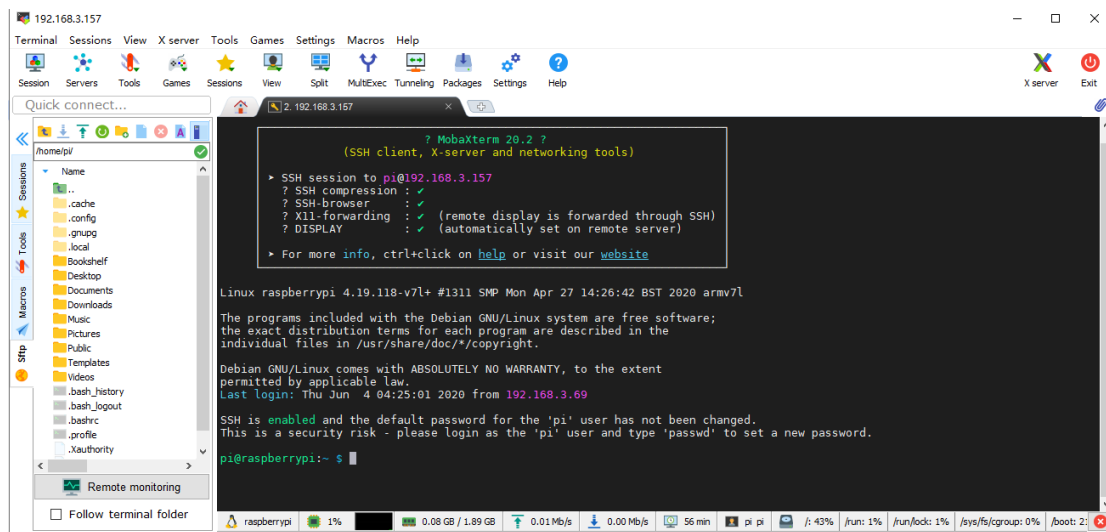 192.168.3.157
Terminal Sessions View X server Tools Games Settings Macros Help
Session Servers Tools Games Sessions View Split MultiExec Tunneling Packages Settings Help X server Exit
Quick connect...
2. 192.168.3.157
/home/pi/
Name
..
.cache
.config
.gnupg
.local
Bookshelf
Desktop
Documents
Downloads
Music
Pictures
Public
Templates
Videos
.bash_history
.bash_logout
.bashrc
.profile
.Xauthority
Remote monitoring
Follow terminal folder
Sessions
Tools
Macros
Sftp
? MobaXterm 20.2 ?
(SSH client, X-server and networking tools)
➤ SSH session to pi@192.168.3.157
? SSH compression : ✔
? SSH-browser : ✔
? X11-forwarding : ✔ (remote display is forwarded through SSH)
? DISPLAY : ✔ (automatically set on remote server)
➤ For more info, ctrl+click on help or visit our website
Linux raspberrypi 4.19.118-v7l+ #1311 SMP Mon Apr 27 14:26:42 BST 2020 armv7l
The programs included with the Debian GNU/Linux system are free software;
the exact distribution terms for each program are described in the
individual files in /usr/share/doc/*/copyright.
Debian GNU/Linux comes with ABSOLUTELY NO WARRANTY, to the extent
permitted by applicable law.
Last login: Thu Jun  4 04:25:01 2020 from 192.168.3.69
SSH is enabled and the default password for the 'pi' user has not been changed.
This is a security risk - please login as the 'pi' user and type 'passwd' to set a new password.
pi@raspberrypi:~ $
raspberrypi 1% 0.08 GB / 1.89 GB 0.01 Mb/s 0.00 Mb/s 56 min pi pi /: 43% /run: 1% /run/lock: 1% /sys/fs/cgroup: 0% /boot: 2